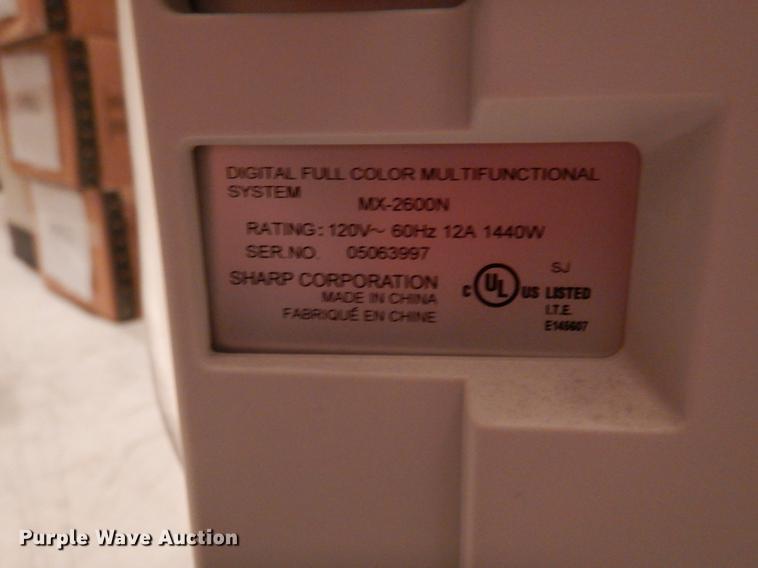 DIGITAL FULL COLOR MULTIFUNCTIONAL
SYSTEM
MX-2600N
RATING: 120V~ 60Hz 12A 1440W
SER.NO. 05063997
SHARP CORPORATION
MADE IN CHINA
FABRIQUÉ EN CHINE
SJ
C UL US LISTED
I.T.E.
E145607
Purple Wave Auction